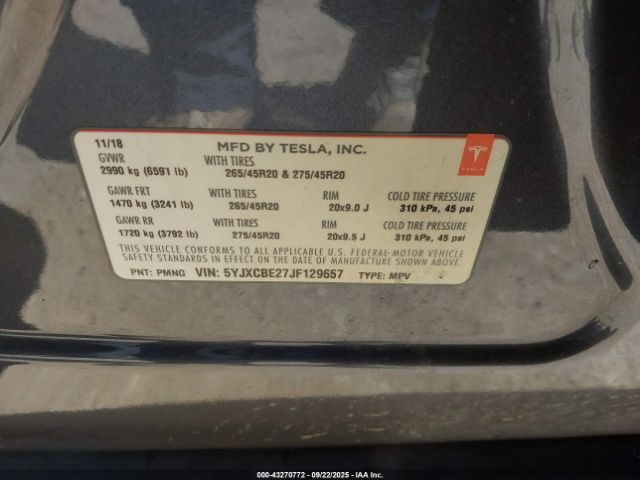 11/18 MFD BY TESLA, INC.
GVWR WITH TIRES
2990 kg (6591 lb) 265/45R20 & 275/45R20
TESLA
GAWR FRT WITH TIRES RIM COLD TIRE PRESSURE
1470 kg (3241 lb) 265/45R20 20x9.0 J 310 kPa, 45 psi
GAWR RR WITH TIRES RIM COLD TIRE PRESSURE
1720 kg (3792 lb) 275/45R20 20x9.5 J 310 kPa, 45 psi
THIS VEHICLE CONFORMS TO ALL APPLICABLE U.S. FEDERAL-MOTOR VEHICLE
SAFETY STANDARDS IN EFFECT ON THE DATE OF MANUFACTURE SHOWN ABOVE.
PNT: PMNG VIN: 5YJXCBE27JF129657 TYPE: MPV
000-43270772 - 09/22/2025 - IAA Inc.